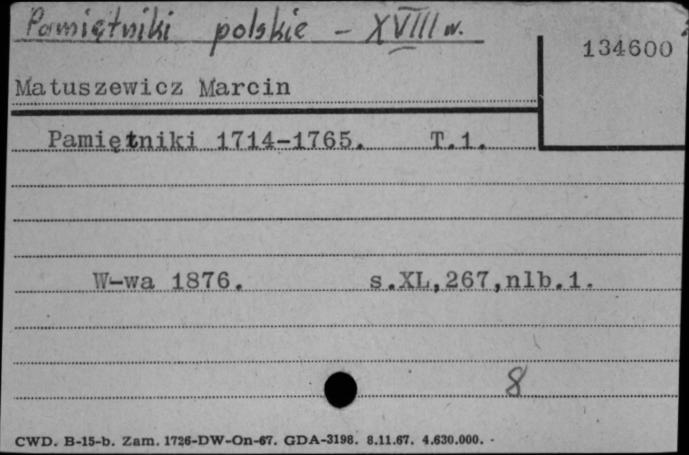 Pamiętniki polskie - XVIII w.
134600
Matuszewicz Marcin
Pamiętniki 1714-1765. T.1.
W-wa 1876. s.XL,267,nlb.1.
8
CWD. B-15-b. Zam. 1726-DW-On-67. GDA-3198. 8.11.67. 4.630.000.